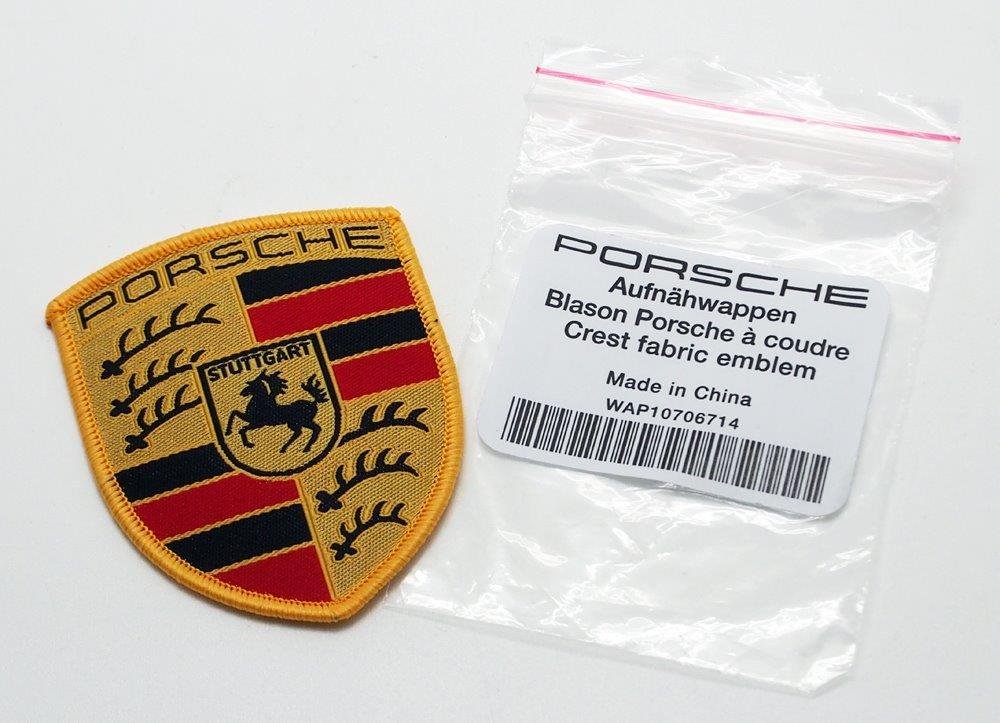 PORSCHE
STUTTGART
PORSCHE
Aufnähwappen
Blason Porsche à coudre
Crest fabric emblem
Made in China
WAP10706714